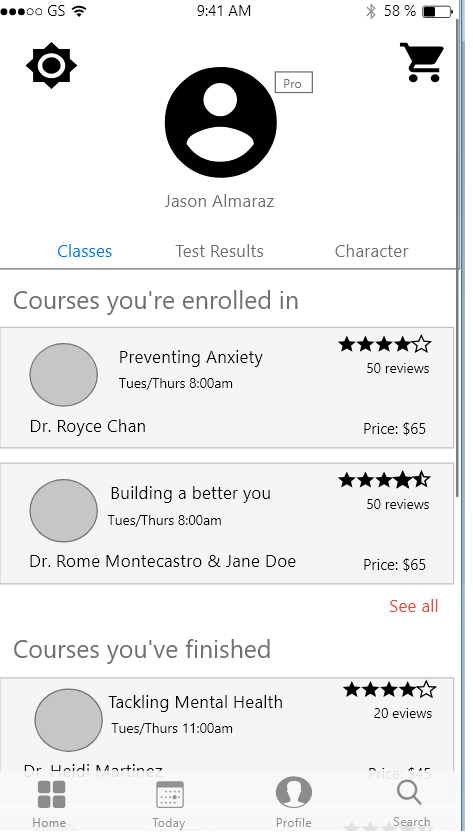 GS 9:41 AM 58 %
Pro
Jason Almaraz
Classes Test Results Character
Courses you're enrolled in
Preventing Anxiety
50 reviews
Tues/Thurs 8:00am
Dr. Royce Chan Price: $65
Building a better you
50 reviews
Tues/Thurs 8:00am
Dr. Rome Montecastro & Jane Doe Price: $65
See all
Courses you've finished
Tackling Mental Health
20 eviews
Tues/Thurs 11:00am
Dr. Heidi Martinez Price: $45
Home Today Profile Search